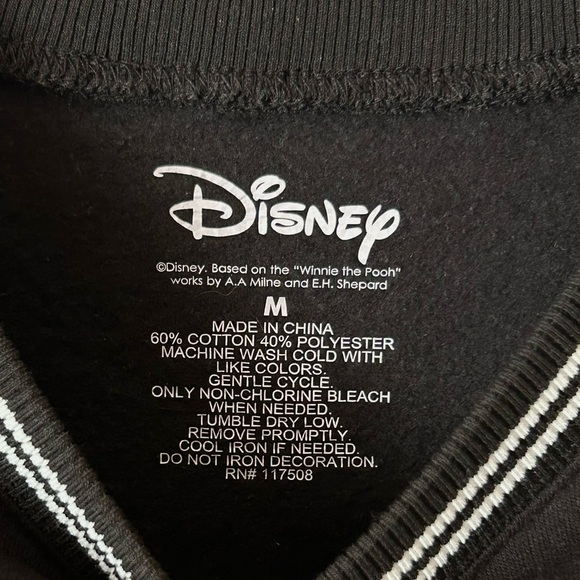 Disney
©Disney. Based on the "Winnie the Pooh"
works by A.A Milne and E.H. Shepard
M
MADE IN CHINA
60% COTTON 40% POLYESTER
MACHINE WASH COLD WITH
LIKE COLORS.
GENTLE CYCLE.
ONLY NON-CHLORINE BLEACH
WHEN NEEDED.
TUMBLE DRY LOW.
REMOVE PROMPTLY.
COOL IRON IF NEEDED.
DO NOT IRON DECORATION.
RN# 117508